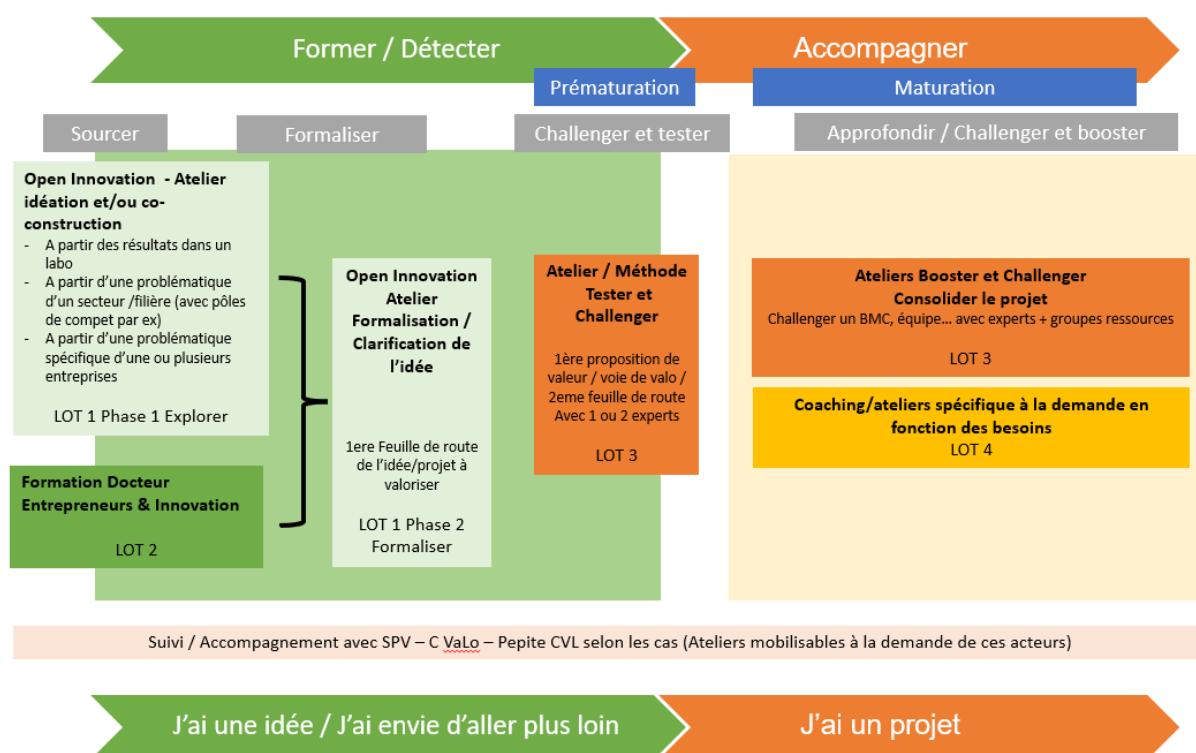 Former / Détecter
Accompagner
Prématuration
Maturation
Sourcer
Formaliser
Challenger et tester
Approfondir / Challenger et booster
Open Innovation - Atelier
idéation et/ou co-
construction
- A partir des résultats dans un
labo
- A partir d’une problématique
d’un secteur /filière (avec pôles
de compet par ex)
- A partir d’une problématique
spécifique d’une ou plusieurs
entreprises
LOT 1 Phase 1 Explorer
Formation Docteur
Entrepreneurs & Innovation
LOT 2
Open Innovation
Atelier
Formalisation /
Clarification de
l’idée
1ere Feuille de route
de l’idée/projet à
valoriser
LOT 1 Phase 2
Formaliser
Atelier / Méthode
Tester et
Challenger
1ère proposition de
valeur / voie de valo /
2eme feuille de route
Avec 1 ou 2 experts
LOT 3
Ateliers Booster et Challenger
Consolider le projet
Challenger un BMC, équipe... avec experts + groupes ressources
LOT 3
Coaching/ateliers spécifique à la demande en
fonction des besoins
LOT 4
Suivi / Accompagnement avec SPV – C VaLo – Pepite CVL selon les cas (Ateliers mobilisables à la demande de ces acteurs)
J’ai une idée / J’ai envie d’aller plus loin
J’ai un projet